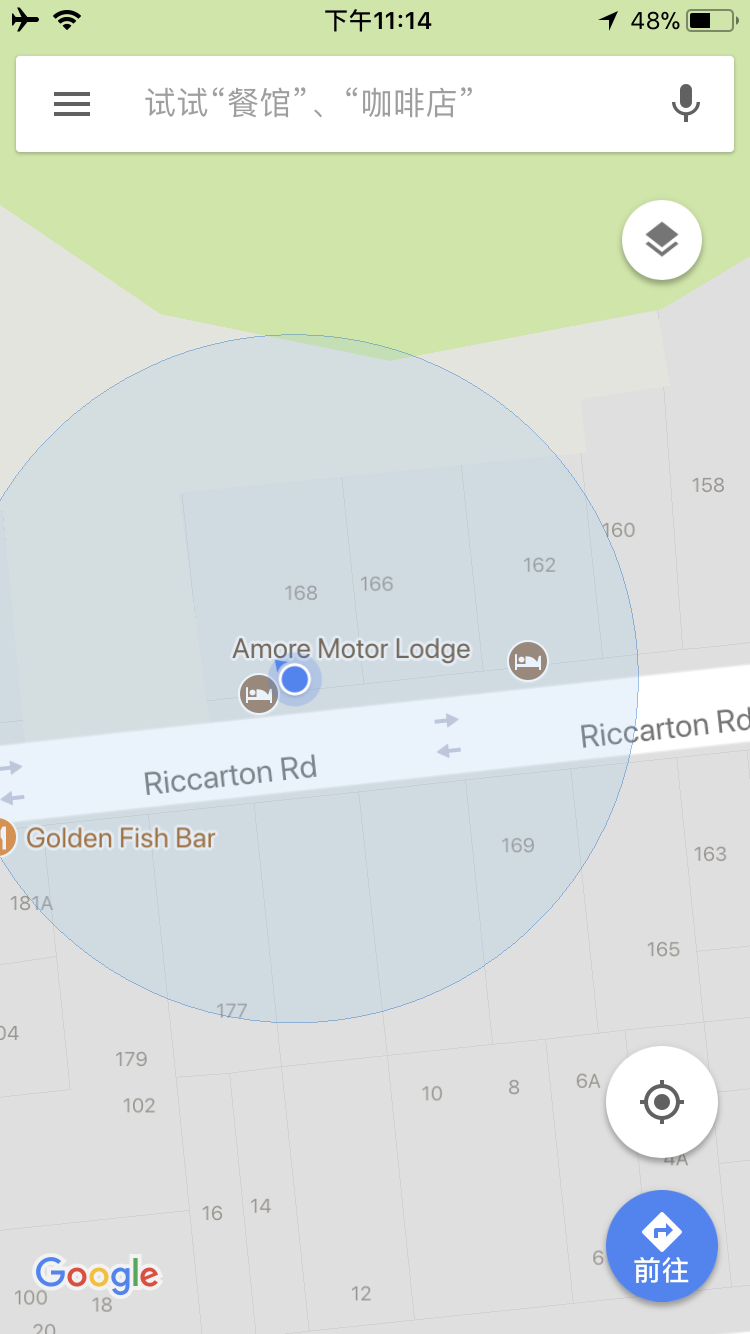 下午11:14
48%
试试“餐馆”、“咖啡店”
158
160
162
166
168
Amore Motor Lodge
Riccarton Rd
Riccarton Rd
Golden Fish Bar
169
163
181A
165
177
04
179
102
10
8
6A
4A
16
14
前往
6
Google
100
18
12
20